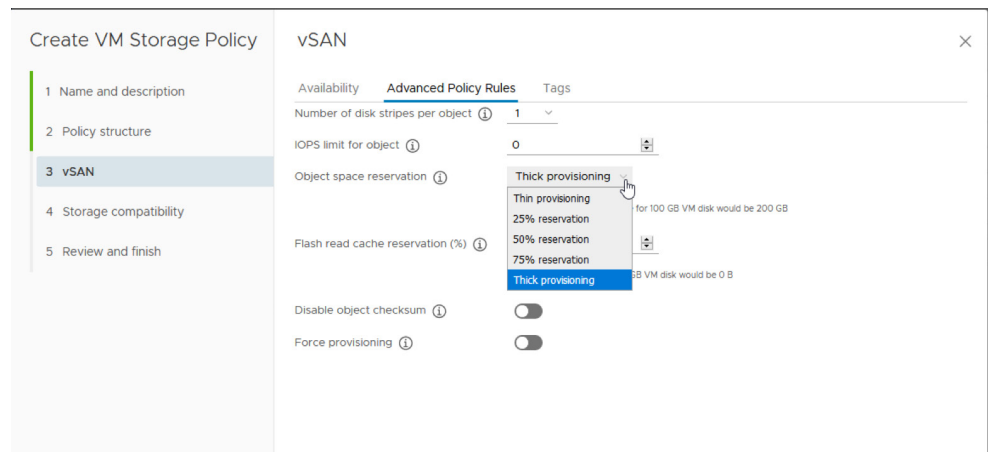 Create VM Storage Policy
1 Name and description
2 Policy structure
3 vSAN
4 Storage compatibility
5 Review and finish
vSAN
Availability Advanced Policy Rules Tags
Number of disk stripes per object 1
IOPS limit for object 0
Object space reservation Thick provisioning
Thin provisioning
for 100 GB VM disk would be 200 GB
25% reservation
Flash read cache reservation (%) 50% reservation
75% reservation
VM disk would be 0 B
Thick provisioning
Disable object checksum
Force provisioning